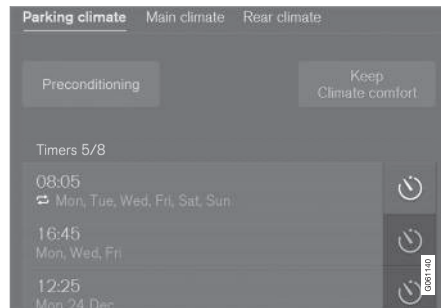 Parking climate Main climate Rear climate
Preconditioning
Keep
Climate comfort
Timers 5/8
08:05
Mon, Tue, Wed, Fri, Sat, Sun
16:45
Mon, Wed, Fri
12:25
Mon 24 Dec
G061140